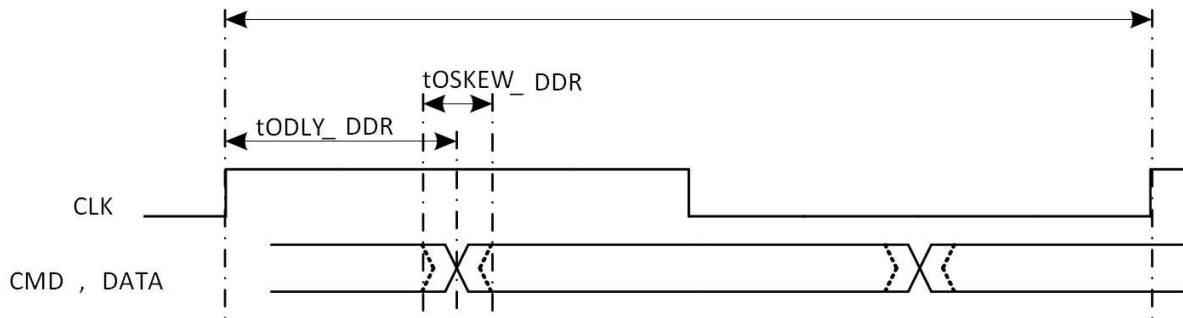 tOSKEW_ DDR
tODLY_ DDR
CLK
CMD , DATA